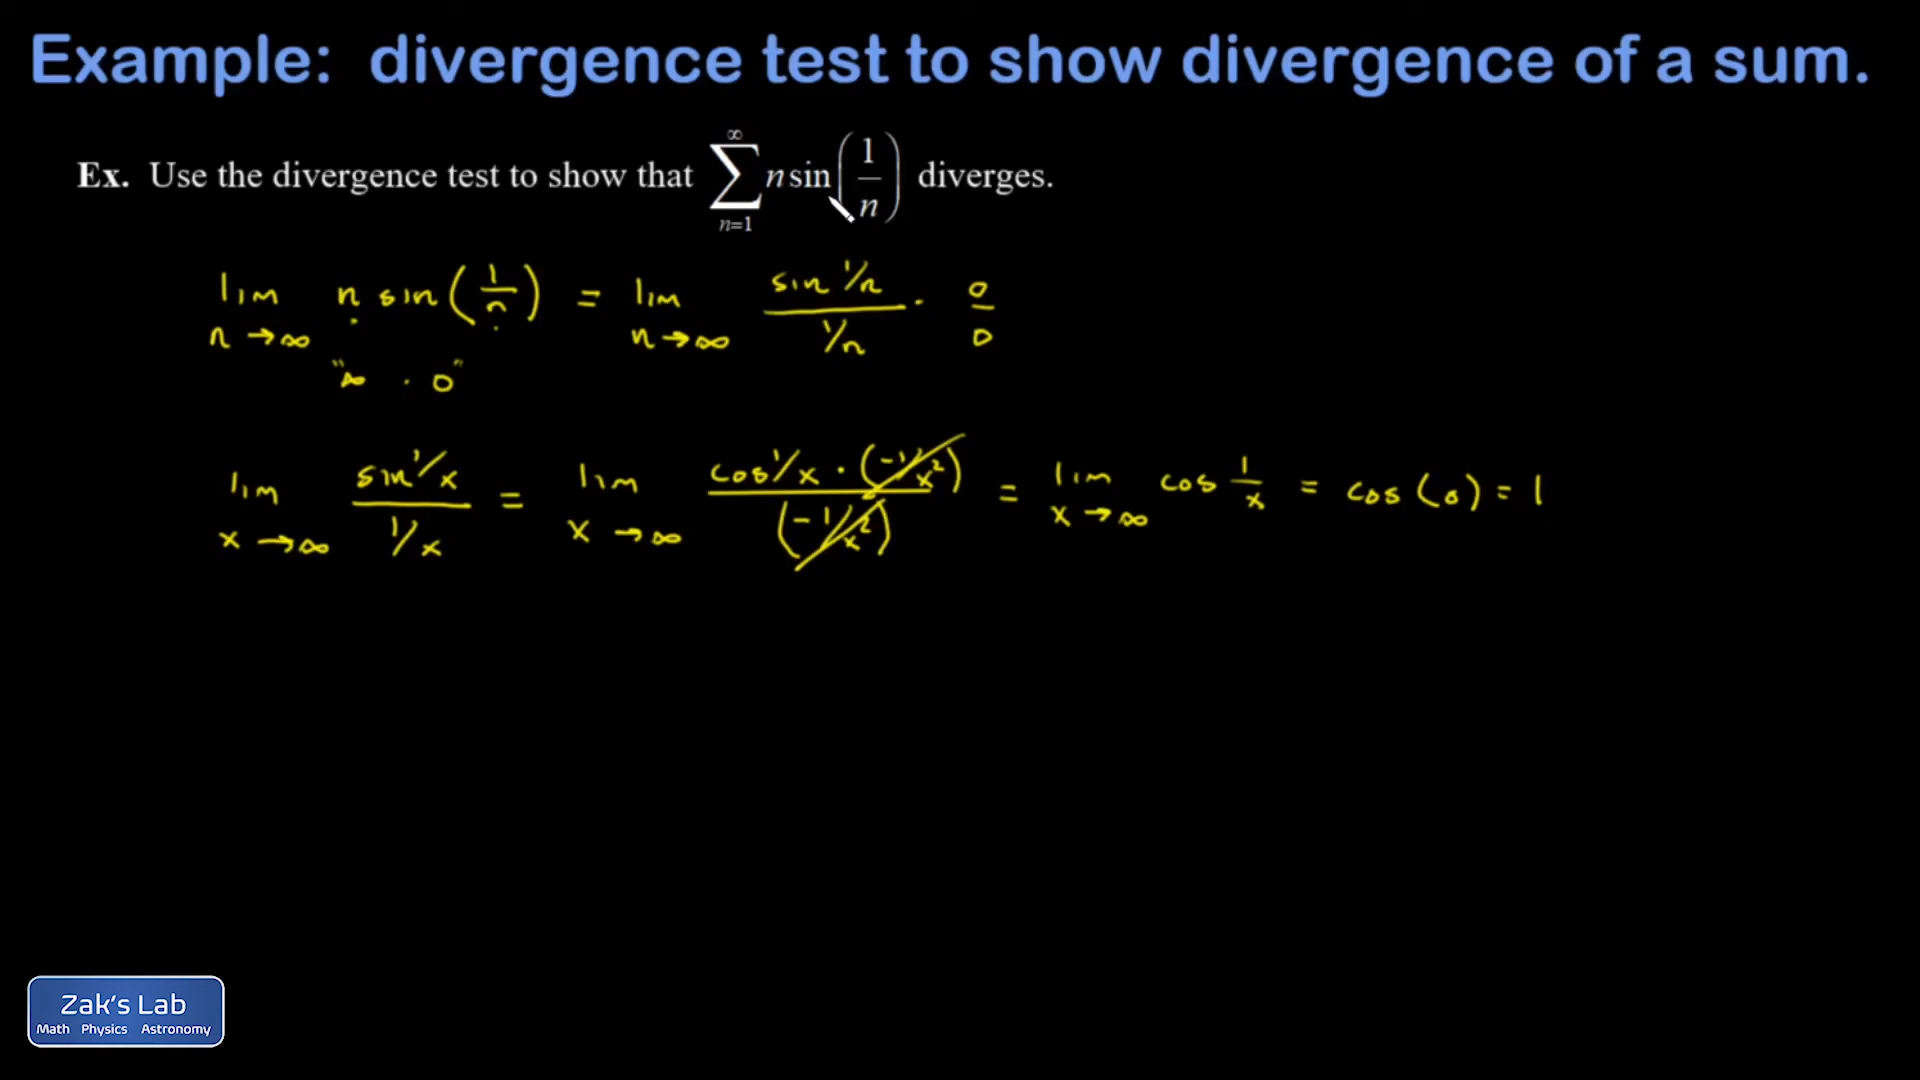 Example: divergence test to show divergence of a sum.
Ex. Use the divergence test to show that ∑_{n=1}^{∞} n sin(1/n) diverges.
lim_{n→∞} n sin(1/n) = lim_{n→∞} (sin 1/n)/(1/n) . 0/0
"∞ · 0"
lim_{x→∞} (sin 1/x)/(1/x) = lim_{x→∞} (cos 1/x · (-1/x²))/((-1/x²)) = lim_{x→∞} cos 1/x = cos(0) = 1
Zak's Lab
Math Physics Astronomy